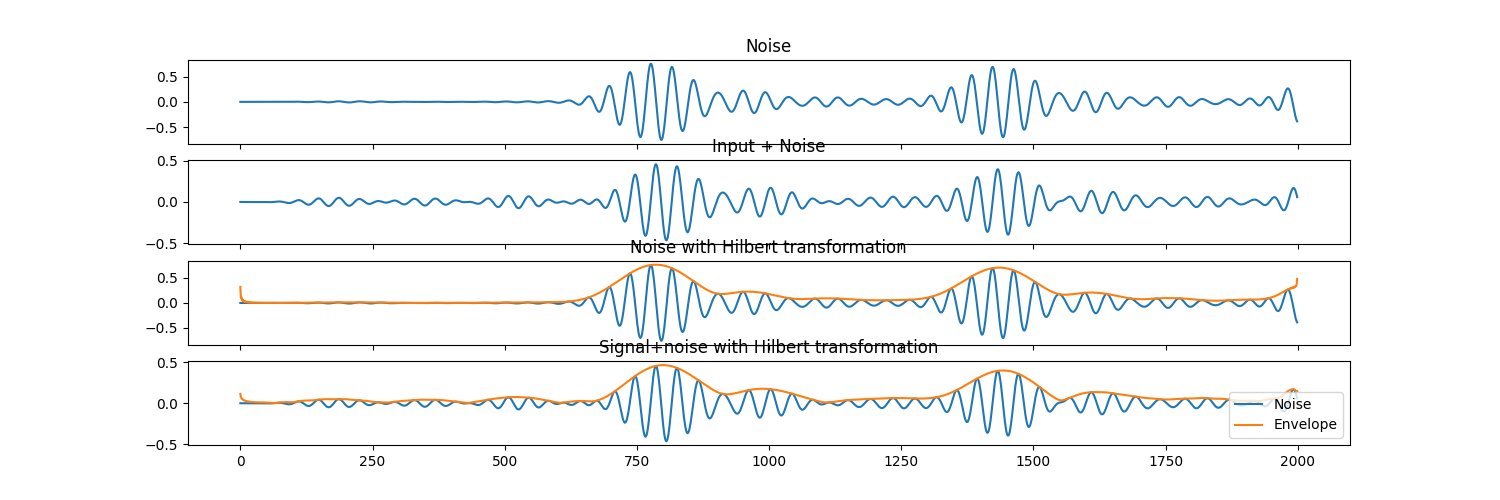 Noise
0.5
0.0
−0.5
Input + Noise
0.5
0.0
−0.5
Noise with Hilbert transformation
0.5
0.0
−0.5
Signal+noise with Hilbert transformation
0.5
0.0
−0.5
Noise
Envelope
0 250 500 750 1000 1250 1500 1750 2000